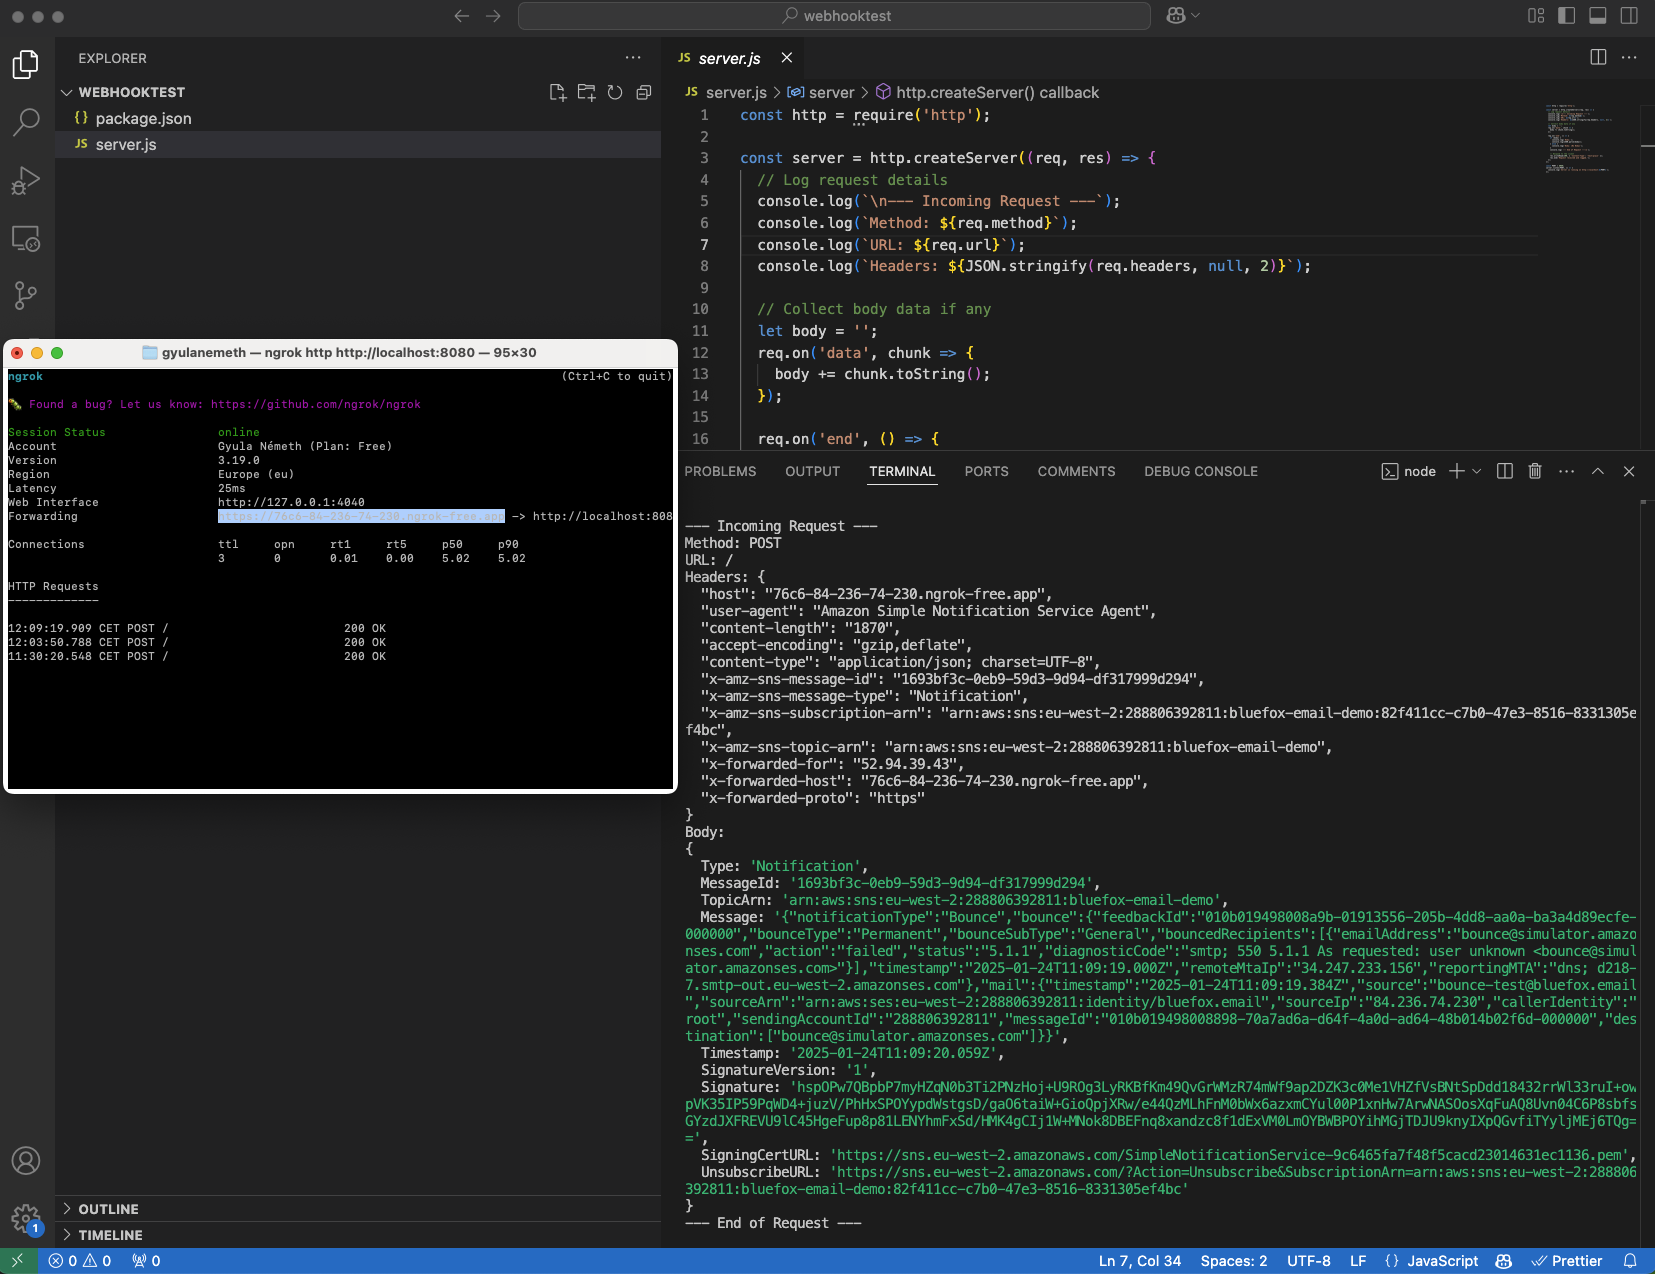 webhooktest
EXPLORER
WEBHOOKTEST
{} package.json
JS server.js
OUTLINE
TIMELINE
JS server.js
JS server.js > server > http.createServer() callback
1 const http = require('http');
2
3 const server = http.createServer((req, res) => {
4 // Log request details
5 console.log(`\n--- Incoming Request ---`);
6 console.log(`Method: ${req.method}`);
7 console.log(`URL: ${req.url}`);
8 console.log(`Headers: ${JSON.stringify(req.headers, null, 2)}`);
9
10 // Collect body data if any
11 let body = '';
12 req.on('data', chunk => {
13 body += chunk.toString();
14 });
15
16 req.on('end', () => {
gyulanemeth — ngrok http http://localhost:8080 — 95×30
ngrok (Ctrl+C to quit)
Found a bug? Let us know: https://github.com/ngrok/ngrok
Session Status online
Account Gyula Németh (Plan: Free)
Version 3.19.0
Region Europe (eu)
Latency 25ms
Web Interface http://127.0.0.1:4040
Forwarding https://76c6-84-236-74-230.ngrok-free.app -> http://localhost:808
Connections ttl opn rt1 rt5 p50 p90
3 0 0.01 0.00 5.02 5.02
HTTP Requests
-------------
12:09:19.909 CET POST / 200 OK
12:03:50.788 CET POST / 200 OK
11:30:20.548 CET POST / 200 OK
PROBLEMS OUTPUT TERMINAL PORTS COMMENTS DEBUG CONSOLE node
--- Incoming Request ---
Method: POST
URL: /
Headers: {
"host": "76c6-84-236-74-230.ngrok-free.app",
"user-agent": "Amazon Simple Notification Service Agent",
"content-length": "1870",
"accept-encoding": "gzip,deflate",
"content-type": "application/json; charset=UTF-8",
"x-amz-sns-message-id": "1693bf3c-0eb9-59d3-9d94-df317999d294",
"x-amz-sns-message-type": "Notification",
"x-amz-sns-subscription-arn": "arn:aws:sns:eu-west-2:288806392811:bluefox-email-demo:82f411cc-c7b0-47e3-8516-8331305e
f4bc",
"x-amz-sns-topic-arn": "arn:aws:sns:eu-west-2:288806392811:bluefox-email-demo",
"x-forwarded-for": "52.94.39.43",
"x-forwarded-host": "76c6-84-236-74-230.ngrok-free.app",
"x-forwarded-proto": "https"
}
Body:
{
Type: 'Notification',
MessageId: '1693bf3c-0eb9-59d3-9d94-df317999d294',
TopicArn: 'arn:aws:sns:eu-west-2:288806392811:bluefox-email-demo',
Message: '{"notificationType":"Bounce","bounce":{"feedbackId":"010b019498008a9b-01913556-205b-4dd8-aa0a-ba3a4d89ecfe-
000000","bounceType":"Permanent","bounceSubType":"General","bouncedRecipients":[{"emailAddress":"bounce@simulator.amazo
nses.com","action":"failed","status":"5.1.1","diagnosticCode":"smtp; 550 5.1.1 As requested: user unknown <bounce@simul
ator.amazonses.com>"}],"timestamp":"2025-01-24T11:09:19.000Z","remoteMtaIp":"34.247.233.156","reportingMTA":"dns; d218-
7.smtp-out.eu-west-2.amazonses.com"},"mail":{"timestamp":"2025-01-24T11:09:19.384Z","source":"bounce-test@bluefox.email
","sourceArn":"arn:aws:ses:eu-west-2:288806392811:identity/bluefox.email","sourceIp":"84.236.74.230","callerIdentity":"
root","sendingAccountId":"288806392811","messageId":"010b019498008898-70a7ad6a-d64f-4a0d-ad64-48b014b02f6d-000000","des
tination":["bounce@simulator.amazonses.com"]}}',
Timestamp: '2025-01-24T11:09:20.059Z',
SignatureVersion: '1',
Signature: 'hspOPw7QBpbP7myHZqN0b3Ti2PNzHoj+U9ROg3LyRKBfKm49QvGrWMzR74mWf9ap2DZK3c0Me1VHZfVsBNtSpDdd18432rrWl33ruI+ow
pVK35IP59PqWD4+juzV/PhHxSPOYypdWstgsD/gaO6taiW+GioQpjXRw/e44QzMLhFnM0bWx6azxmCYul00P1xnHw7ArwNASOosXqFuAQ8Uvn04C6P8sbfs
GYzdJXFREVU9lC45HgeFup8p81LENYhmFxSd/HMK4gCIj1W+MNok8DBEFnq8xandzc8f1dExVM0LmOYBWBPOYihMGjTDJU9knyIXpQGvfiTYyljMEj6TQg=
=',
SigningCertURL: 'https://sns.eu-west-2.amazonaws.com/SimpleNotificationService-9c6465fa7f48f5cacd23014631ec1136.pem',
UnsubscribeURL: 'https://sns.eu-west-2.amazonaws.com/?Action=Unsubscribe&SubscriptionArn=arn:aws:sns:eu-west-2:288806
392811:bluefox-email-demo:82f411cc-c7b0-47e3-8516-8331305ef4bc'
}
--- End of Request ---
1
0 0 0 Ln 7, Col 34 Spaces: 2 UTF-8 LF {} JavaScript Prettier